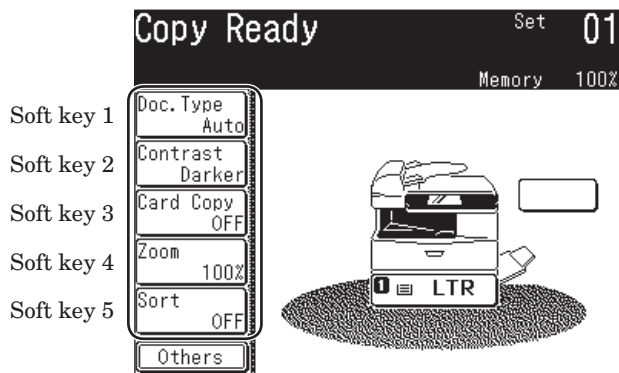 Copy Ready Set 01
Memory 100%
Soft key 1
Doc.Type
Auto
Soft key 2
Contrast
Darker
Soft key 3
Card Copy
OFF
Soft key 4
Zoom
100%
Soft key 5
Sort
OFF
1 LTR
Others